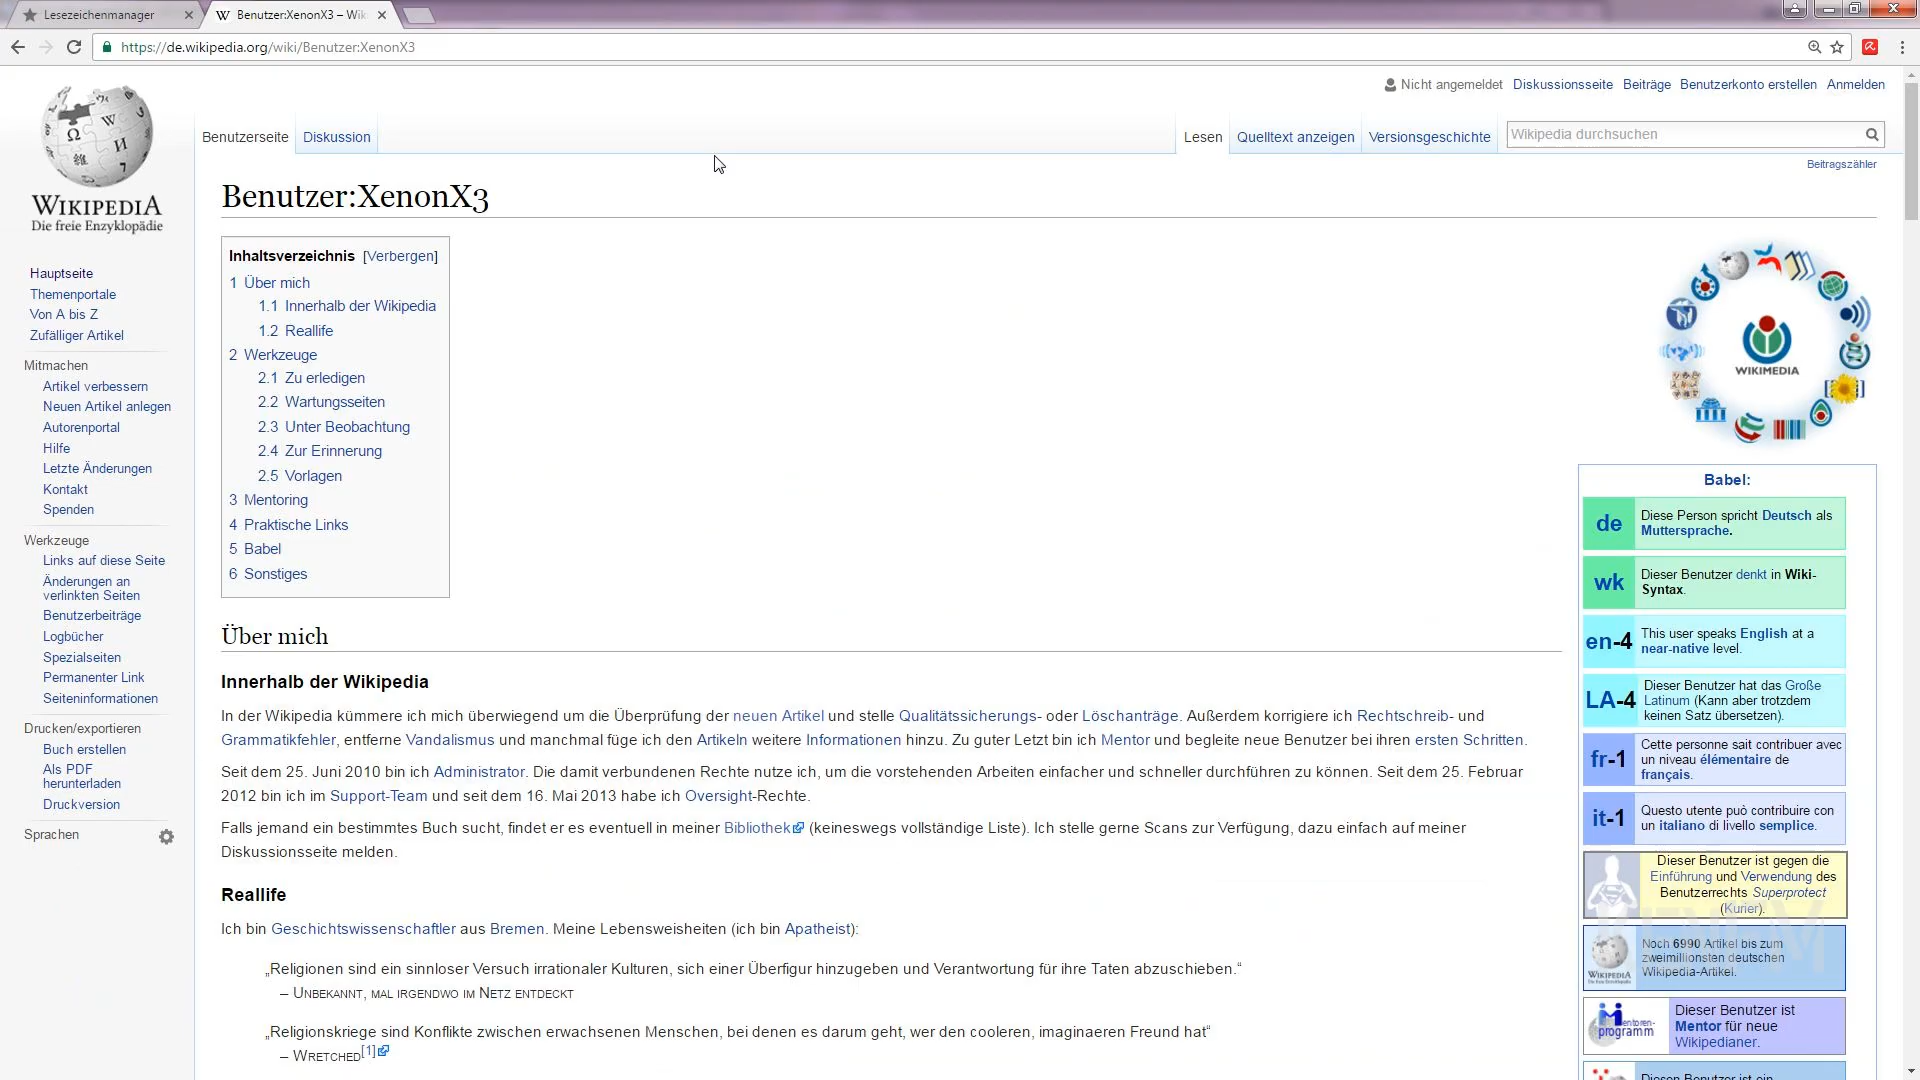 Lesezeichenmanager
Benutzer:XenonX3 – Wik
https://de.wikipedia.org/wiki/Benutzer:XenonX3
Nicht angemeldet Diskussionsseite Beiträge Benutzerkonto erstellen Anmelden
Benutzerseite Diskussion Lesen Quelltext anzeigen Versionsgeschichte Wikipedia durchsuchen
Beitragszähler
WIKIPEDIA
Die freie Enzyklopädie
Hauptseite
Themenportale
Von A bis Z
Zufälliger Artikel
Mitmachen
Artikel verbessern
Neuen Artikel anlegen
Autorenportal
Hilfe
Letzte Änderungen
Kontakt
Spenden
Werkzeuge
Links auf diese Seite
Änderungen an
verlinkten Seiten
Benutzerbeiträge
Logbücher
Spezialseiten
Permanenter Link
Seiteninformationen
Drucken/exportieren
Buch erstellen
Als PDF
herunterladen
Druckversion
Sprachen
Benutzer:XenonX3
Inhaltsverzeichnis [Verbergen]
1 Über mich
1.1 Innerhalb der Wikipedia
1.2 Reallife
2 Werkzeuge
2.1 Zu erledigen
2.2 Wartungsseiten
2.3 Unter Beobachtung
2.4 Zur Erinnerung
2.5 Vorlagen
3 Mentoring
4 Praktische Links
5 Babel
6 Sonstiges
Über mich
Innerhalb der Wikipedia
In der Wikipedia kümmere ich mich überwiegend um die Überprüfung der neuen Artikel und stelle Qualitätssicherungs- oder Löschanträge. Außerdem korrigiere ich Rechtschreib- und
Grammatikfehler, entferne Vandalismus und manchmal füge ich den Artikeln weitere Informationen hinzu. Zu guter Letzt bin ich Mentor und begleite neue Benutzer bei ihren ersten Schritten.
Seit dem 25. Juni 2010 bin ich Administrator. Die damit verbundenen Rechte nutze ich, um die vorstehenden Arbeiten einfacher und schneller durchführen zu können. Seit dem 25. Februar
2012 bin ich im Support-Team und seit dem 16. Mai 2013 habe ich Oversight-Rechte.
Falls jemand ein bestimmtes Buch sucht, findet er es eventuell in meiner Bibliothek (keineswegs vollständige Liste). Ich stelle gerne Scans zur Verfügung, dazu einfach auf meiner
Diskussionsseite melden.
Reallife
Ich bin Geschichtswissenschaftler aus Bremen. Meine Lebensweisheiten (ich bin Apatheist):
„Religionen sind ein sinnloser Versuch irrationaler Kulturen, sich einer Überfigur hinzugeben und Verantwortung für ihre Taten abzuschieben.“
– UNBEKANNT, MAL IRGENDWO IM NETZ ENTDECKT
„Religionskriege sind Konflikte zwischen erwachsenen Menschen, bei denen es darum geht, wer den cooleren, imaginaeren Freund hat“
– WRETCHED[1]
WIKIMEDIA
Babel:
de
Diese Person spricht Deutsch als
Muttersprache.
wk
Dieser Benutzer denkt in Wiki-
Syntax.
en-4
This user speaks English at a
near-native level.
LA-4
Dieser Benutzer hat das Große
Latinum (Kann aber trotzdem
keinen Satz übersetzen).
fr-1
Cette personne sait contribuer avec
un niveau élémentaire de
français.
it-1
Questo utente può contribuire con
un italiano di livello semplice.
Dieser Benutzer ist gegen die
Einführung und Verwendung des
Benutzerrechts Superprotect
(Kurier).
WIKIPEDIA
Noch 6990 Artikel bis zum
zweimillionsten deutschen
Wikipedia-Artikel.
Mentoren-
programm
Dieser Benutzer ist
Mentor für neue
Wikipedianer.
Diesen Benutzer ist ein